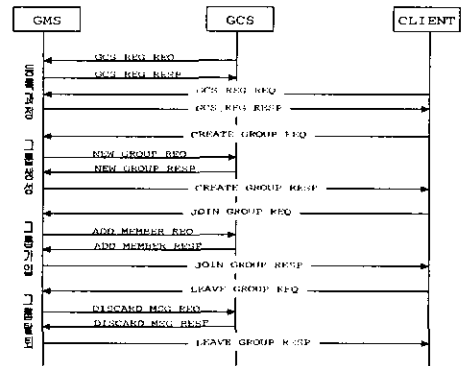 GMS GCS CLIENT
GCS REG REQ
GCS REG RESP
GCS REG REQ
GCS REG RESP
CREATE GROUP REQ
NEW GROUP REQ
NEW GROUP RESP
CREATE GROUP RESP
JOIN GROUP REQ
ADD MEMBER REQ
ADD MEMBER RESP
JOIN GROUP RESP
LEAVE GROUP REQ
DISCARD MSG REQ
DISCARD MSG RESP
LEAVE GROUP RESP